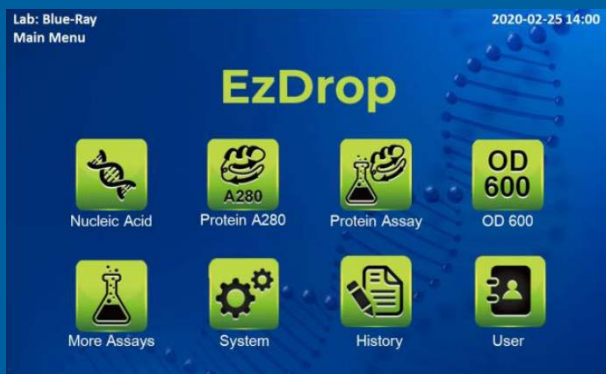 Lab: Blue-Ray
2020-02-25 14:00
Main Menu
EzDrop
A280
OD
600
Nucleic Acid
Protein A280
Protein Assay
OD 600
More Assays
System
History
User